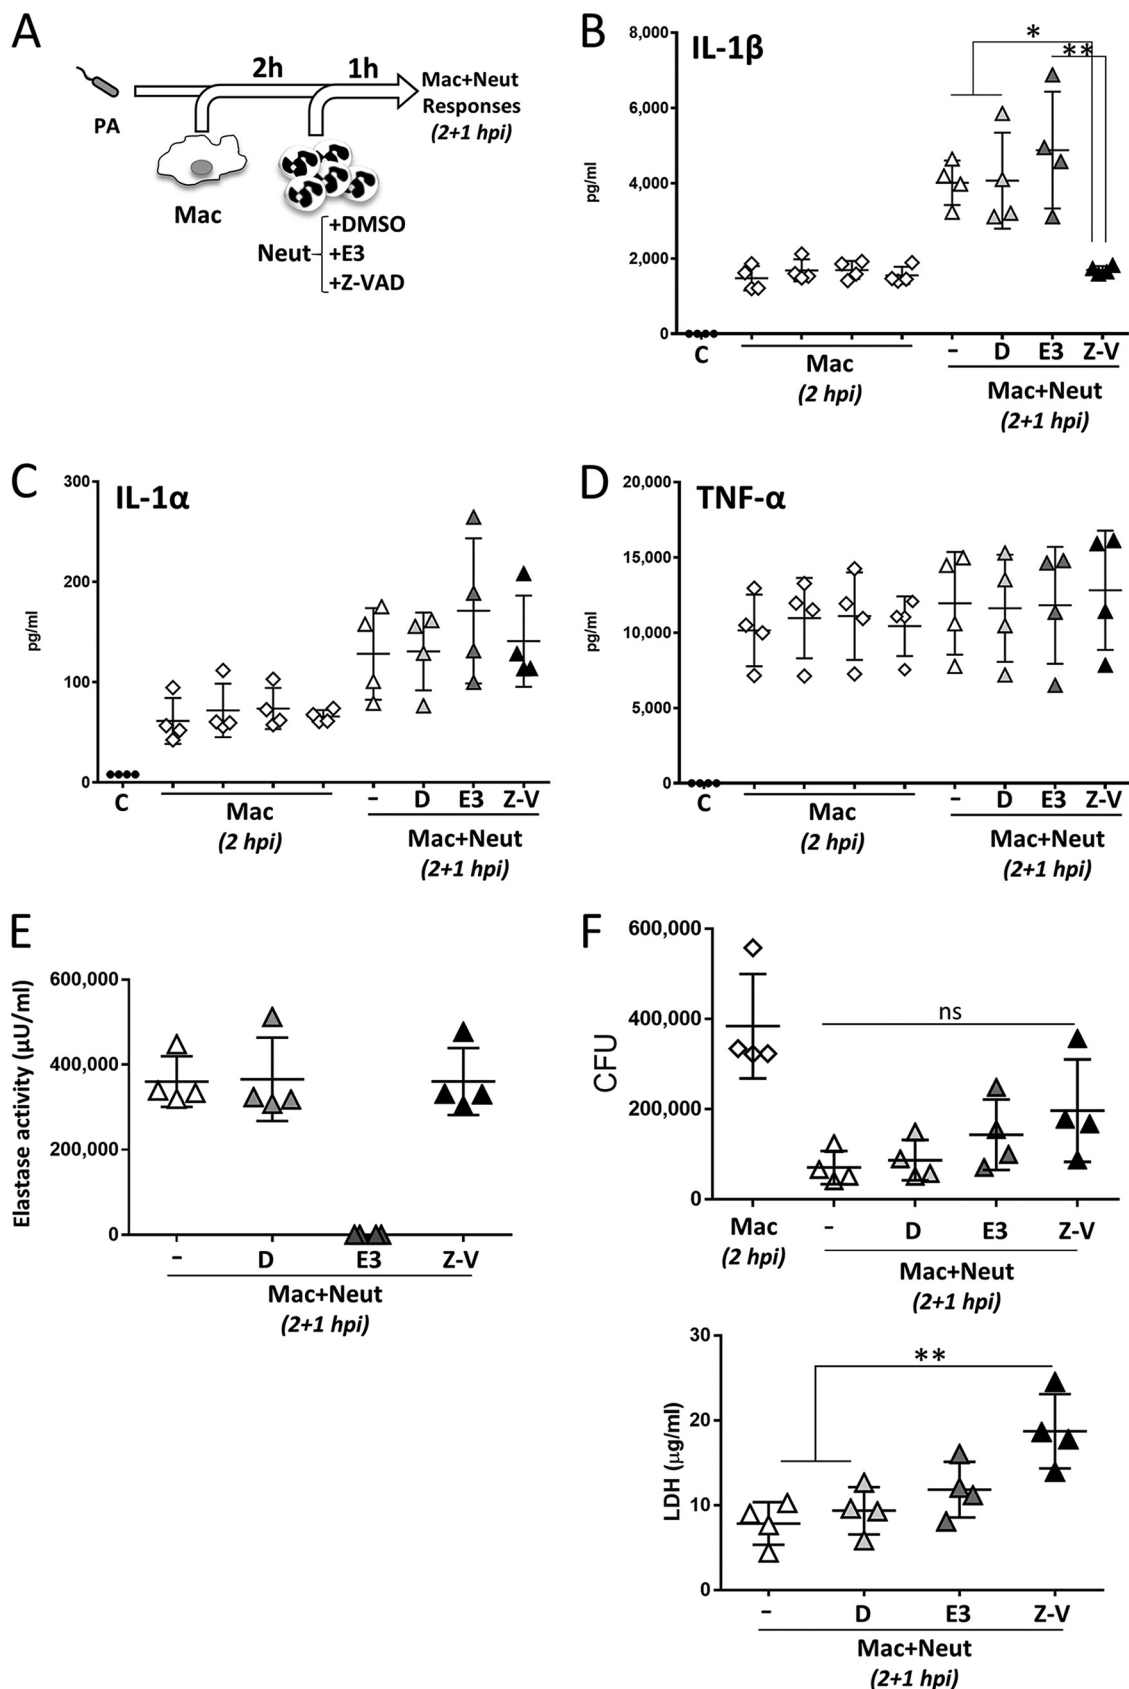 A
2h
1h
PA
Mac+Neut
Responses
(2+1 hpi)
Mac
Neut
+DMSO
+E3
+Z-VAD
B
IL-1β
*
**
8,000
6,000
4,000
2,000
0
pg/ml
C
Mac
(2 hpi)
– D E3 Z-V
Mac+Neut
(2+1 hpi)
C
IL-1α
300
200
100
0
pg/ml
C
Mac
(2 hpi)
– D E3 Z-V
Mac+Neut
(2+1 hpi)
D
TNF-α
20,000
15,000
10,000
5,000
0
pg/ml
C
Mac
(2 hpi)
– D E3 Z-V
Mac+Neut
(2+1 hpi)
E
Elastase activity (µU/ml)
600,000
400,000
200,000
0
– D E3 Z-V
Mac+Neut
(2+1 hpi)
F
CFU
600,000
400,000
200,000
0
ns
Mac
(2 hpi)
– D E3 Z-V
Mac+Neut
(2+1 hpi)
LDH (µg/ml)
30
20
10
0
**
– D E3 Z-V
Mac+Neut
(2+1 hpi)